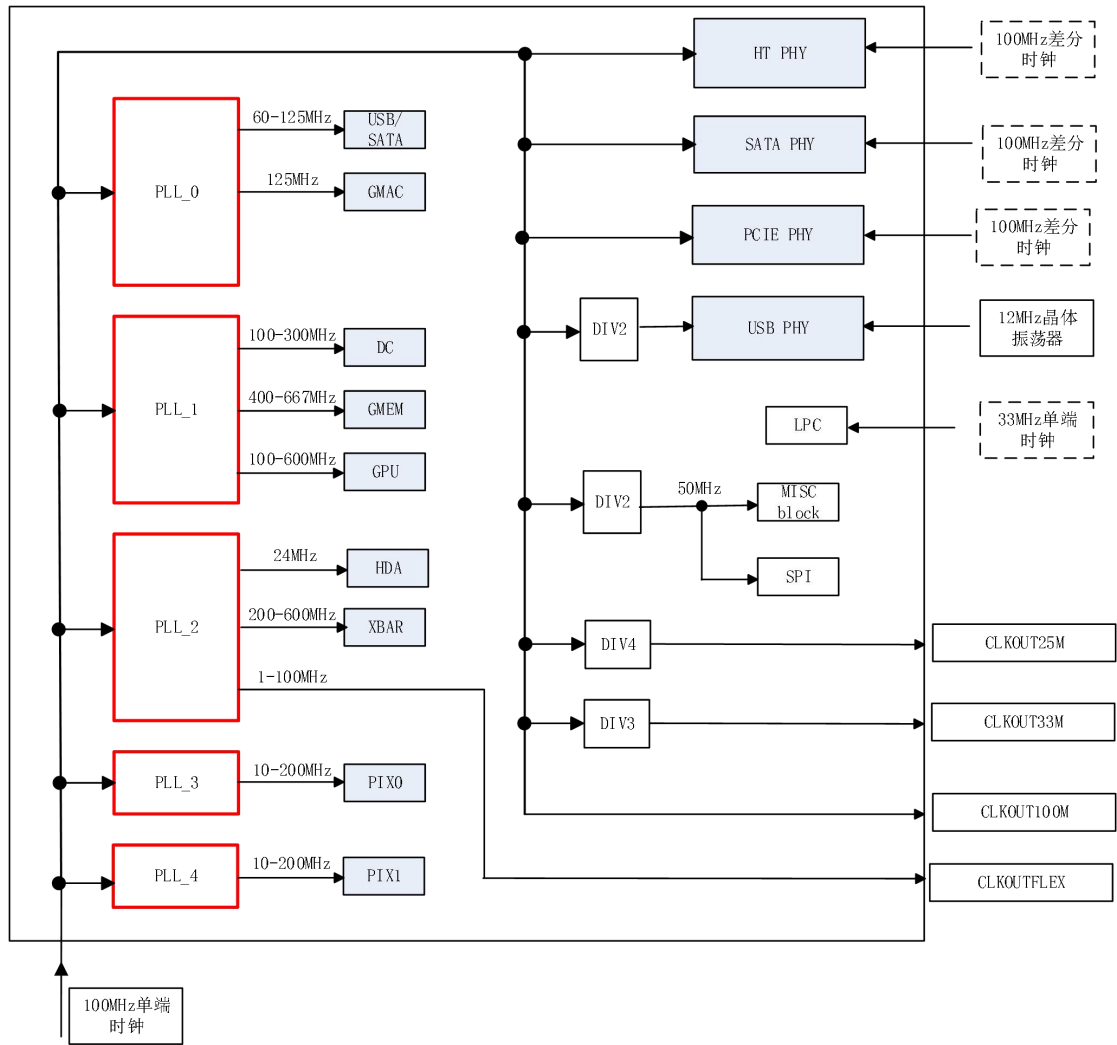 HT PHY
100MHz差分
时钟
PLL_0
60-125MHz
USB/
SATA
125MHz
GMAC
SATA PHY
100MHz差分
时钟
PCIE PHY
100MHz差分
时钟
DIV2
USB PHY
12MHz晶体
振荡器
PLL_1
100-300MHz
DC
400-667MHz
GMEM
100-600MHz
GPU
LPC
33MHz单端
时钟
DIV2
50MHz
MISC
block
SPI
PLL_2
24MHz
HDA
200-600MHz
XBAR
1-100MHz
DIV4
CLKOUT25M
DIV3
CLKOUT33M
PLL_3
10-200MHz
PIX0
CLKOUT100M
PLL_4
10-200MHz
PIX1
CLKOUTFLEX
100MHz单端
时钟